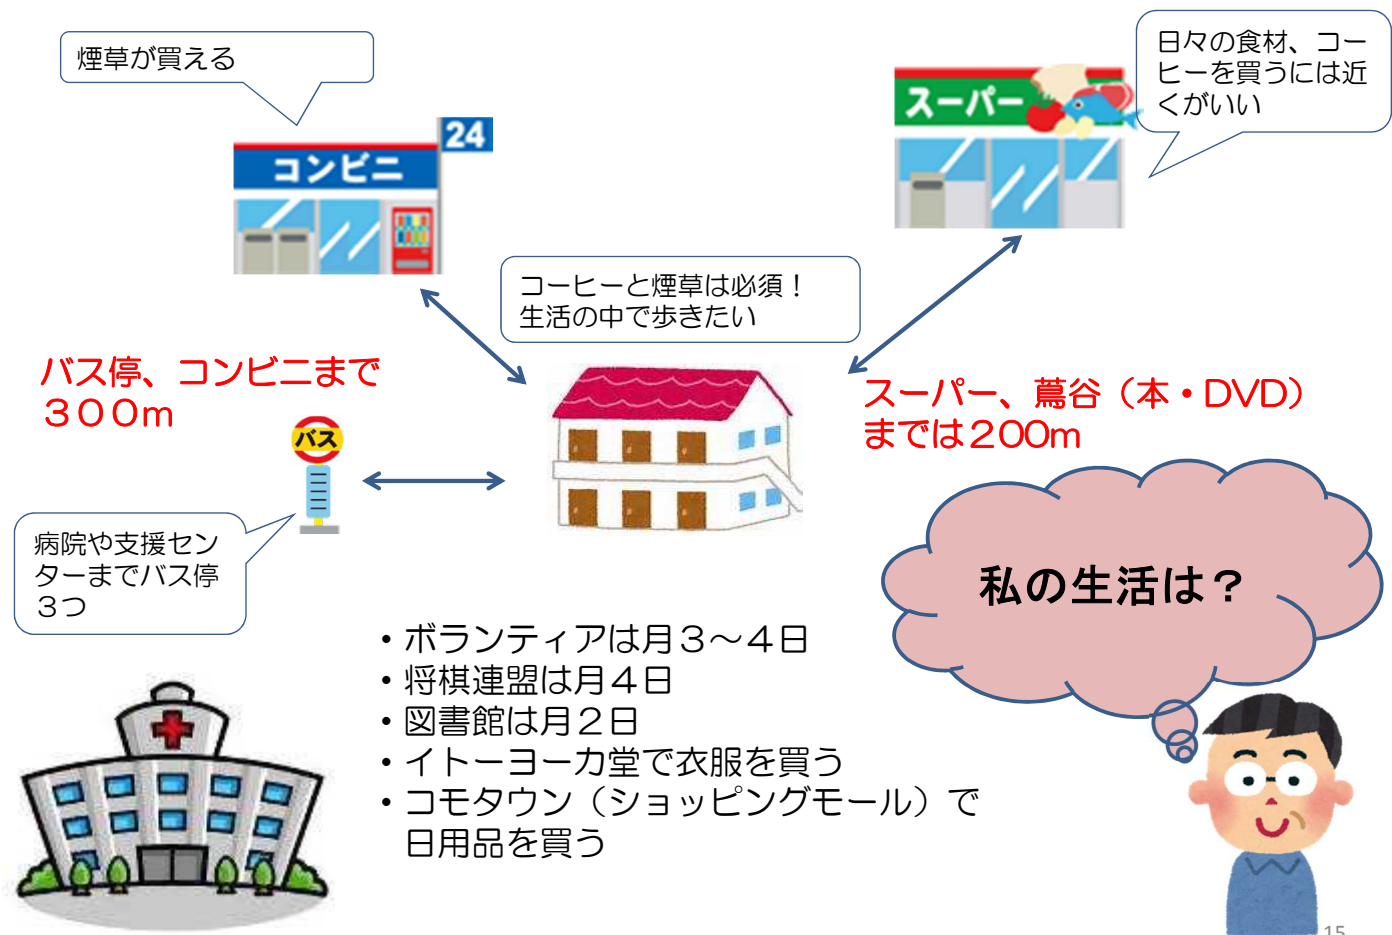 煙草が買える
日々の食材、コー
ヒーを買うには近
くがいい
24
コンビニ
スーパー
コーヒーと煙草は必須！
生活の中で歩きたい
バス停、コンビニまで
３００m
スーパー、蔦谷（本・DVD）
までは２００m
バス
病院や支援セン
ターまでバス停
３つ
私の生活は？
・ボランティアは月３～４日
・将棋連盟は月４日
・図書館は月２日
・イトーヨーカ堂で衣服を買う
・コモタウン（ショッピングモール）で
日用品を買う
15